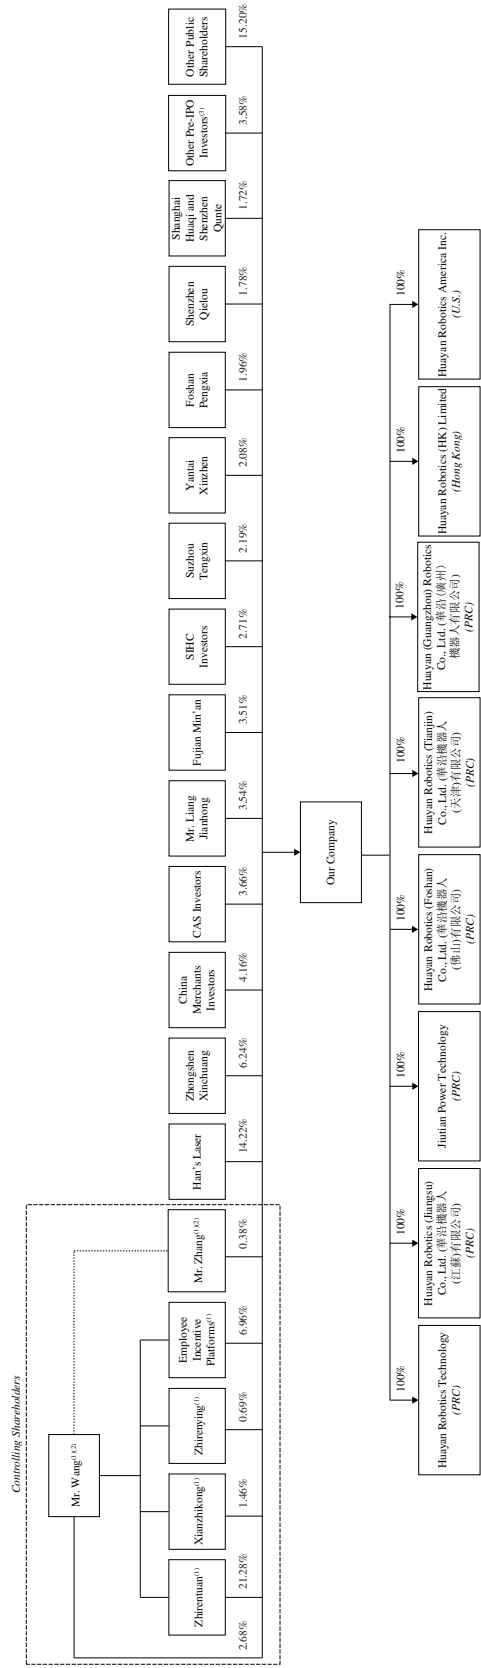 Controlling Shareholders
Mr. Wang(1)(2)
Zhirentuan(1)
Xianzhikong(1)
Zhirenying(1)
Employee
Incentive
Platforms(1)
Mr. Zhang(1)(2)
Han's Laser
Zhongshen
Xinchuang
China
Merchants
Investors
CAS Investors
Mr. Liang
Jianhong
Fujian Min'an
SIHC
Investors
Suzhou
Tengxin
Yantai
Xinzhen
Foshan
Pengxia
Shenzhen
Qielou
Shanghai
Huaqi and
Shenzhen
Qunte
Other Pre-IPO
Investors(3)
Other Public
Shareholders
2.68%
21.28%
1.46%
0.69%
6.96%
0.38%
14.22%
6.24%
4.16%
3.66%
3.54%
3.51%
2.71%
2.19%
2.08%
1.96%
1.78%
1.72%
3.58%
15.20%
Our Company
100%
100%
100%
100%
100%
100%
100%
100%
Huayan Robotics Technology
(PRC)
Huayan Robotics (Jiangsu)
Co., Ltd. (華沿機器人
(江蘇)有限公司)
(PRC)
Jiutian Power Technology
(PRC)
Huayan Robotics (Foshan)
Co., Ltd. (華沿機器人
(佛山)有限公司)
(PRC)
Huayan Robotics (Tianjin)
Co., Ltd. (華沿機器人
(天津)有限公司)
(PRC)
Huayan (Guangzhou) Robotics
Co., Ltd. (華沿(廣州)
機器人有限公司)
(PRC)
Huayan Robotics (HK) Limited
(Hong Kong)
Huayan Robotics America Inc.
(U.S.)